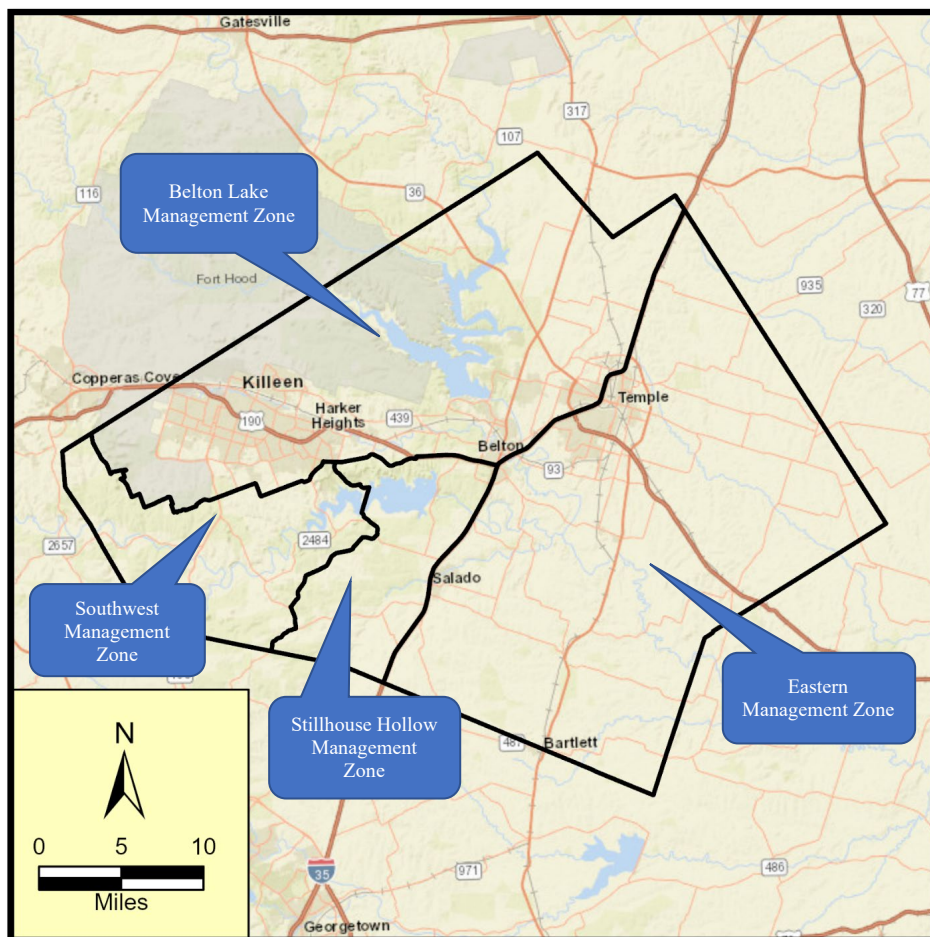 Gatesville
317
107
116
36
Belton Lake
Management Zone
Fort Hood
935
77
320
Copperas Cove
Killeen
Temple
Harker
Heights
190
439
Belton
93
2657
2484
Salado
Southwest
Management
Zone
Eastern
Management Zone
Stillhouse Hollow
Management
Zone
487
Bartlett
N
0 5 10
Miles
35
971
486
Georgetown